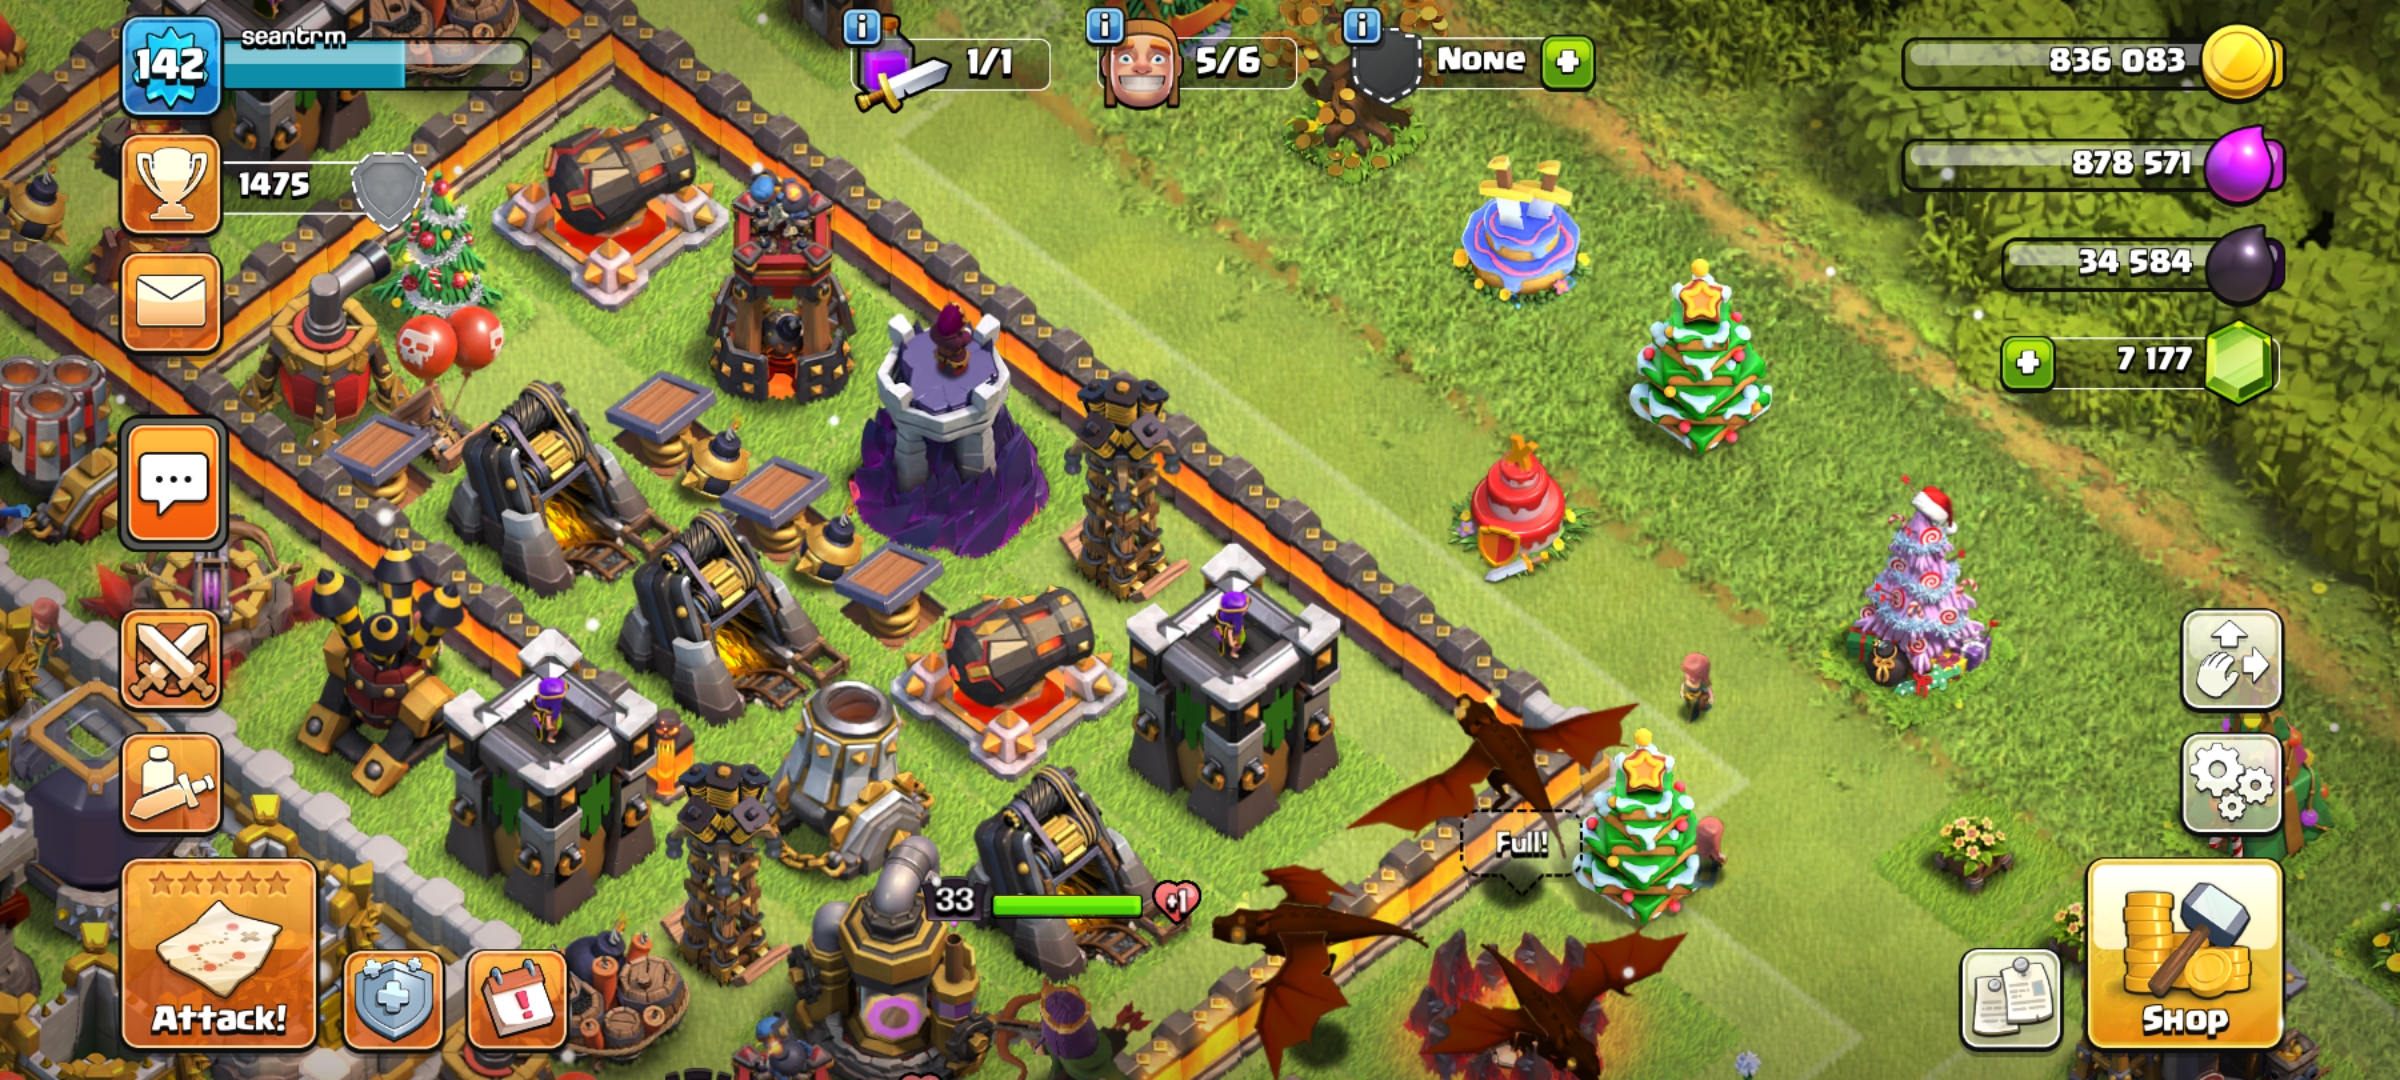 142
seantrm
1/1
5/6
None
836 083
1475
878 571
34 584
7 177
Full!
33
+1
Attack!
Shop